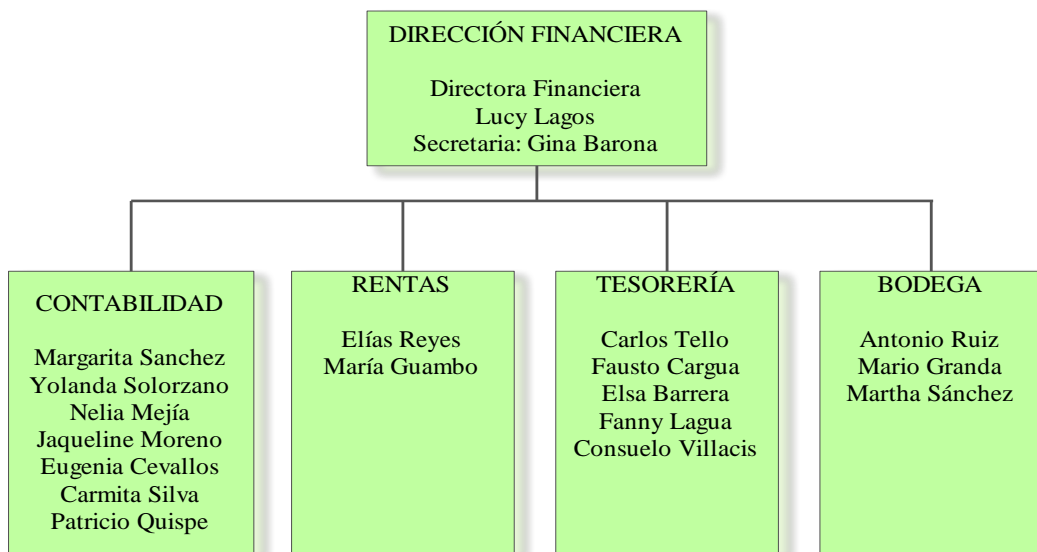 DIRECCIÓN FINANCIERA
Directora Financiera
Lucy Lagos
Secretaria: Gina Barona
CONTABILIDAD
Margarita Sanchez
Yolanda Solorzano
Nelia Mejía
Jaqueline Moreno
Eugenia Cevallos
Carmita Silva
Patricio Quispe
RENTAS
Elías Reyes
María Guambo
TESORERÍA
Carlos Tello
Fausto Cargua
Elsa Barrera
Fanny Lagua
Consuelo Villacis
BODEGA
Antonio Ruiz
Mario Granda
Martha Sánchez